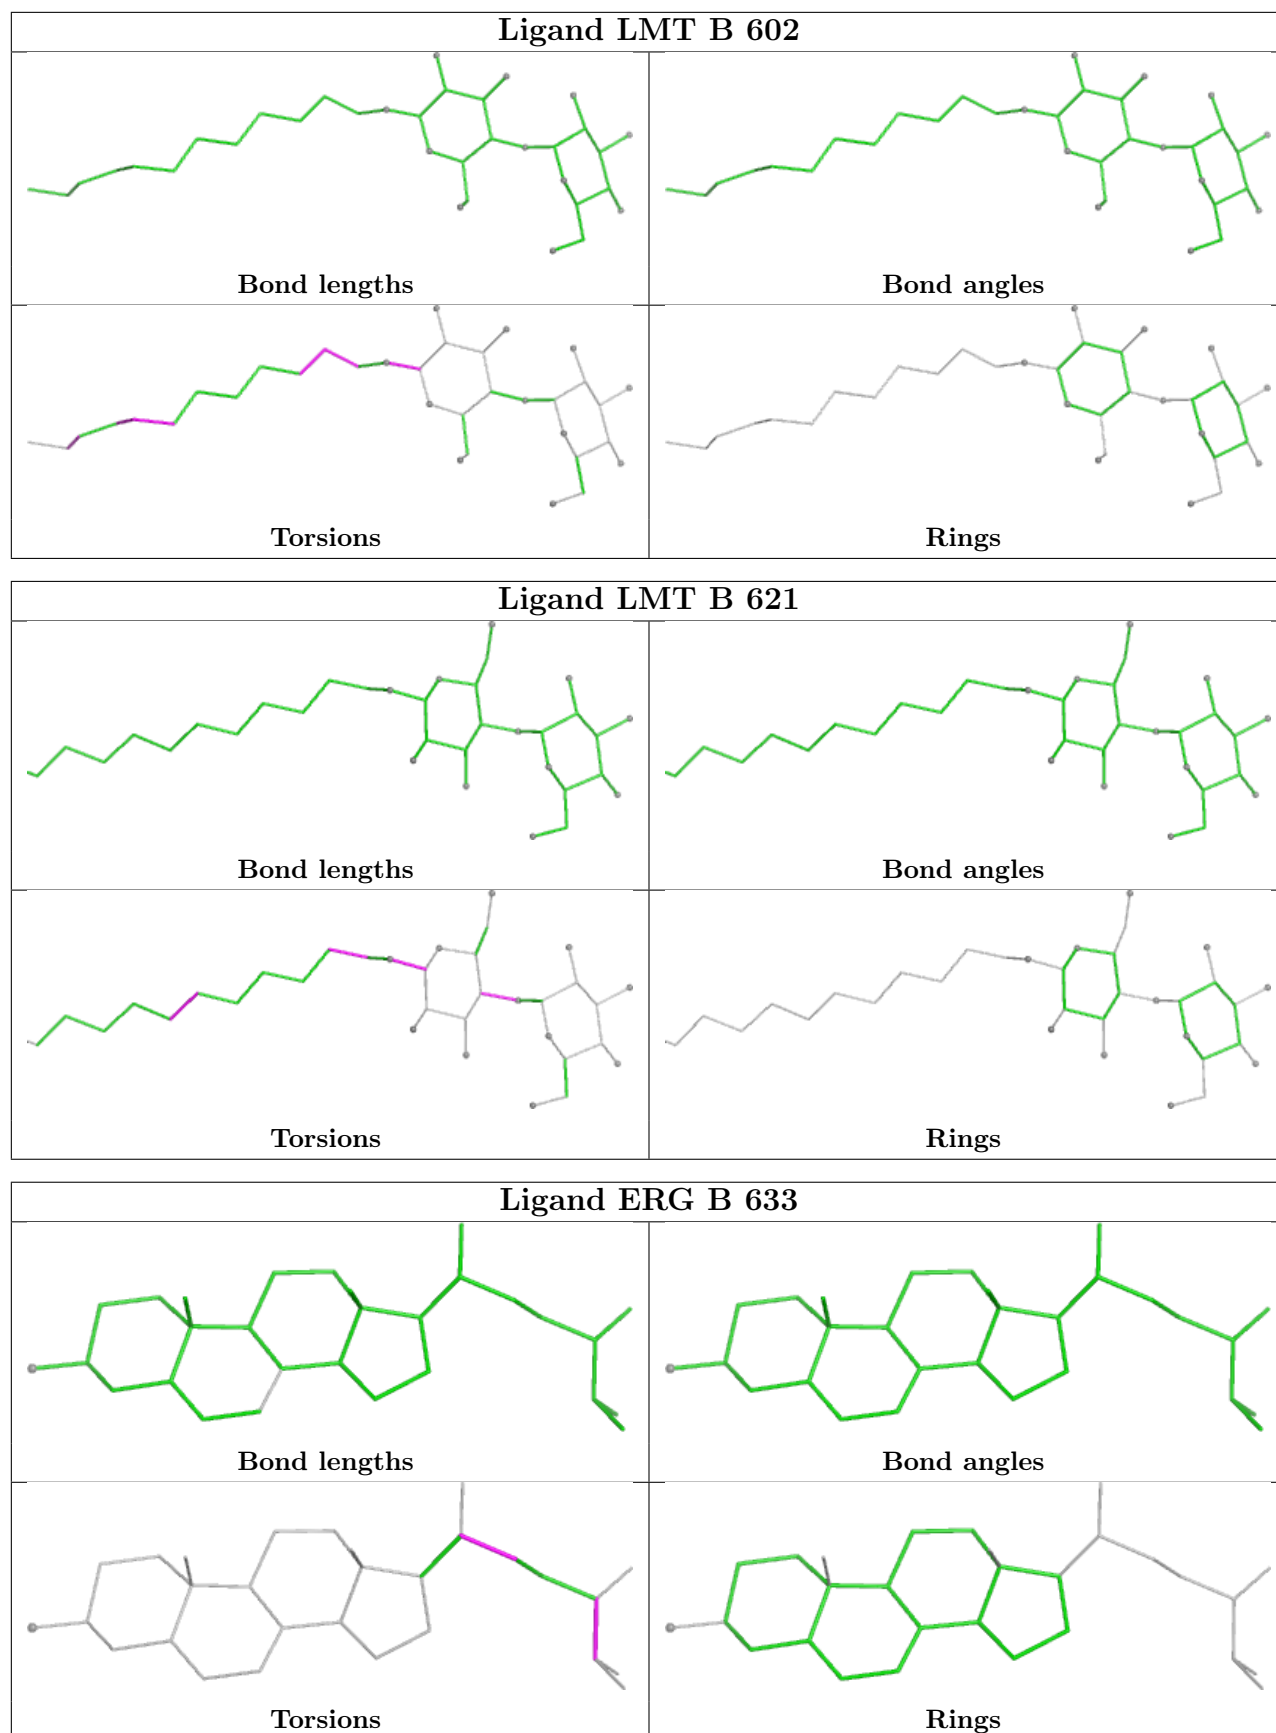 Ligand LMT B 602
Bond lengths
Bond angles
Torsions
Rings
Ligand LMT B 621
Bond lengths
Bond angles
Torsions
Rings
Ligand ERG B 633
Bond lengths
Bond angles
Torsions
Rings